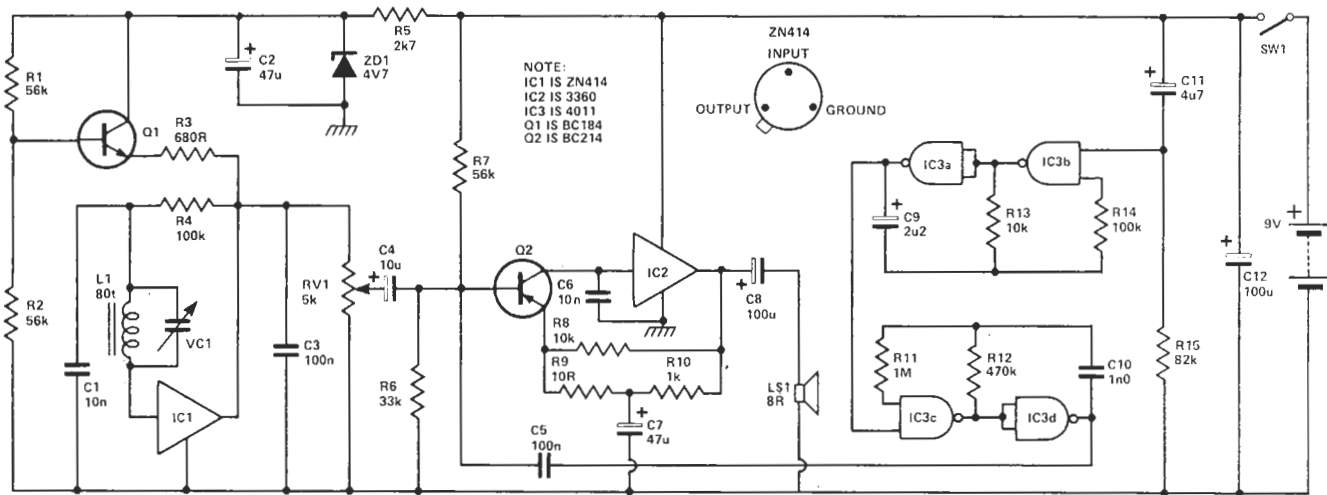 R1
56k
Q1
R3
680R
R4
100k
C2
47u
ZD1
4V7
R5
2k7
NOTE:
IC1 IS ZN414
IC2 IS 3360
IC3 IS 4011
Q1 IS BC184
Q2 IS BC214
ZN414
INPUT
OUTPUT
GROUND
SW1
C11
4u7
R7
56k
IC3a
IC3b
C9
2u2
R13
10k
R14
100k
9V
C12
100u
R2
56k
L1
80t
VC1
C1
10n
IC1
C3
100n
RV1
5k
C4
10u
R6
33k
Q2
C6
10n
IC2
R8
10k
R9
10R
R10
1k
C7
47u
C8
100u
LS1
8R
C5
100n
R11
1M
R12
470k
C10
1n0
IC3c
IC3d
R15
82k
+
+
+
+
+
+
+
+